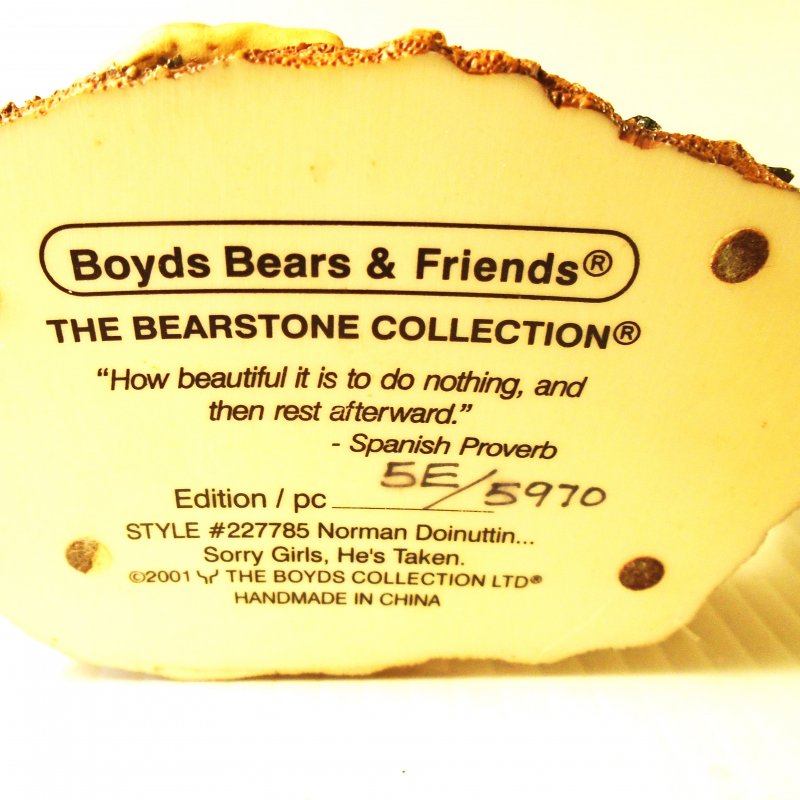 Boyds Bears & Friends®
THE BEARSTONE COLLECTION®
“How beautiful it is to do nothing, and
then rest afterward.”
- Spanish Proverb
5E/5970
Edition / pc
STYLE #227785 Norman Doinuttin...
Sorry Girls, He's Taken.
©2001 THE BOYDS COLLECTION LTD®
HANDMADE IN CHINA